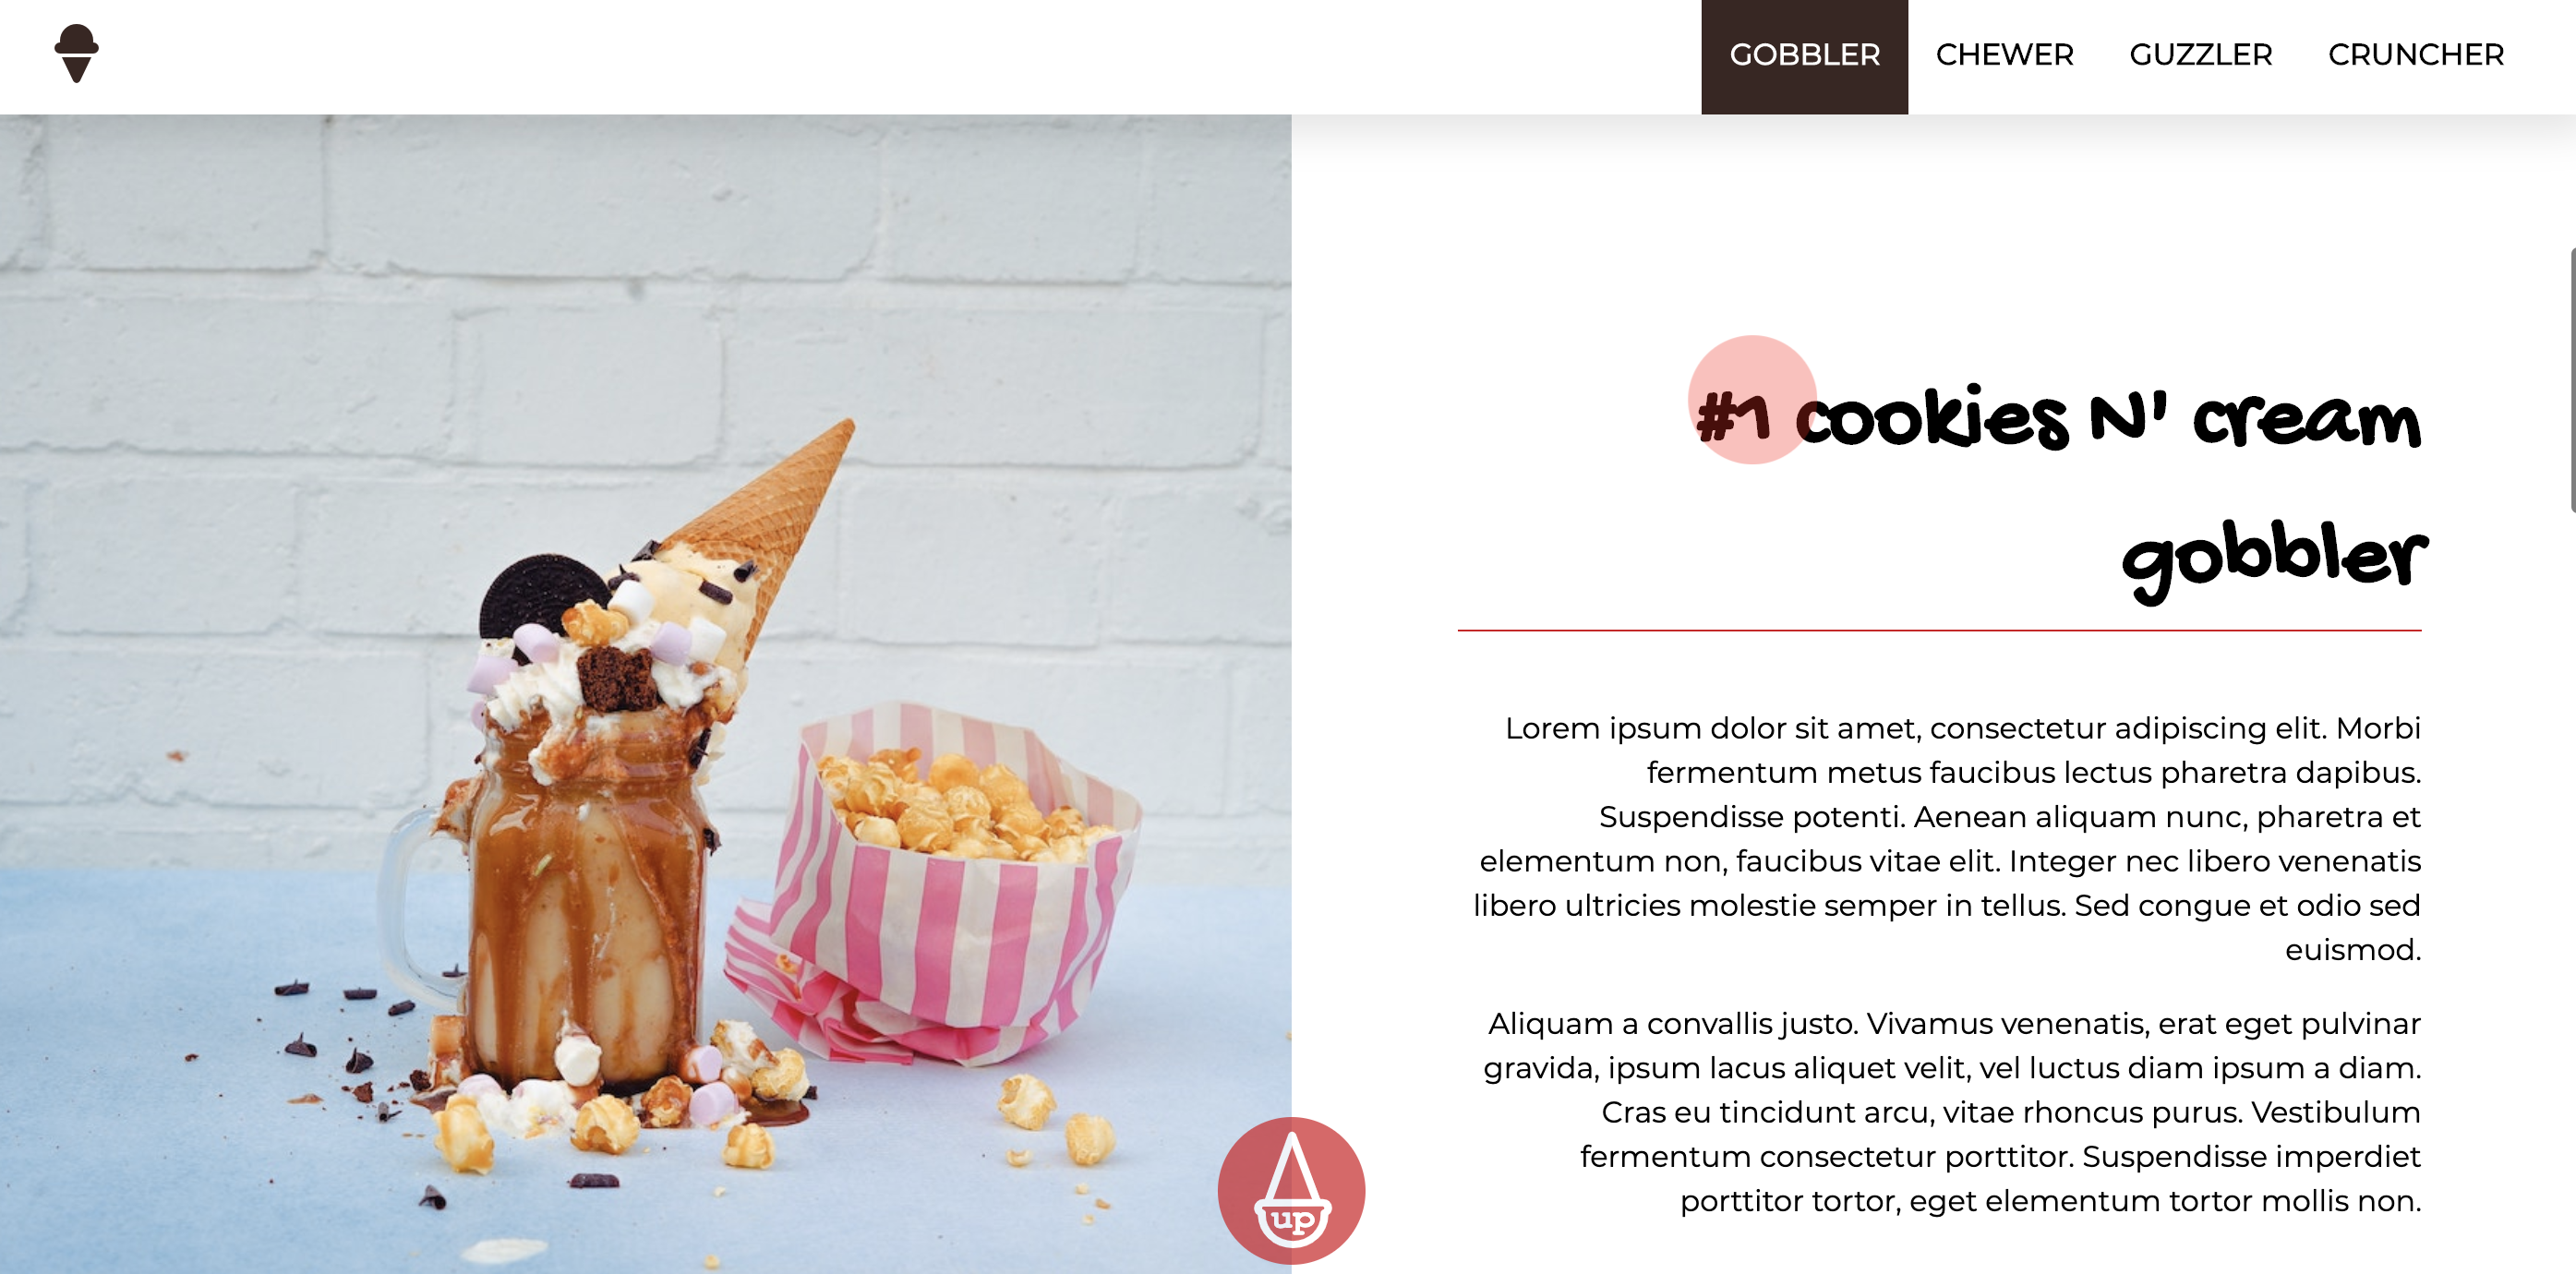 GOBBLER CHEWER GUZZLER CRUNCHER
#1 cookies N' cream
gobbler
Lorem ipsum dolor sit amet, consectetur adipiscing elit. Morbi
fermentum metus faucibus lectus pharetra dapibus.
Suspendisse potenti. Aenean aliquam nunc, pharetra et
elementum non, faucibus vitae elit. Integer nec libero venenatis
libero ultricies molestie semper in tellus. Sed congue et odio sed
euismod.
Aliquam a convallis justo. Vivamus venenatis, erat eget pulvinar
gravida, ipsum lacus aliquet velit, vel luctus diam ipsum a diam.
Cras eu tincidunt arcu, vitae rhoncus purus. Vestibulum
fermentum consectetur porttitor. Suspendisse imperdiet
porttitor tortor, eget elementum tortor mollis non.
up